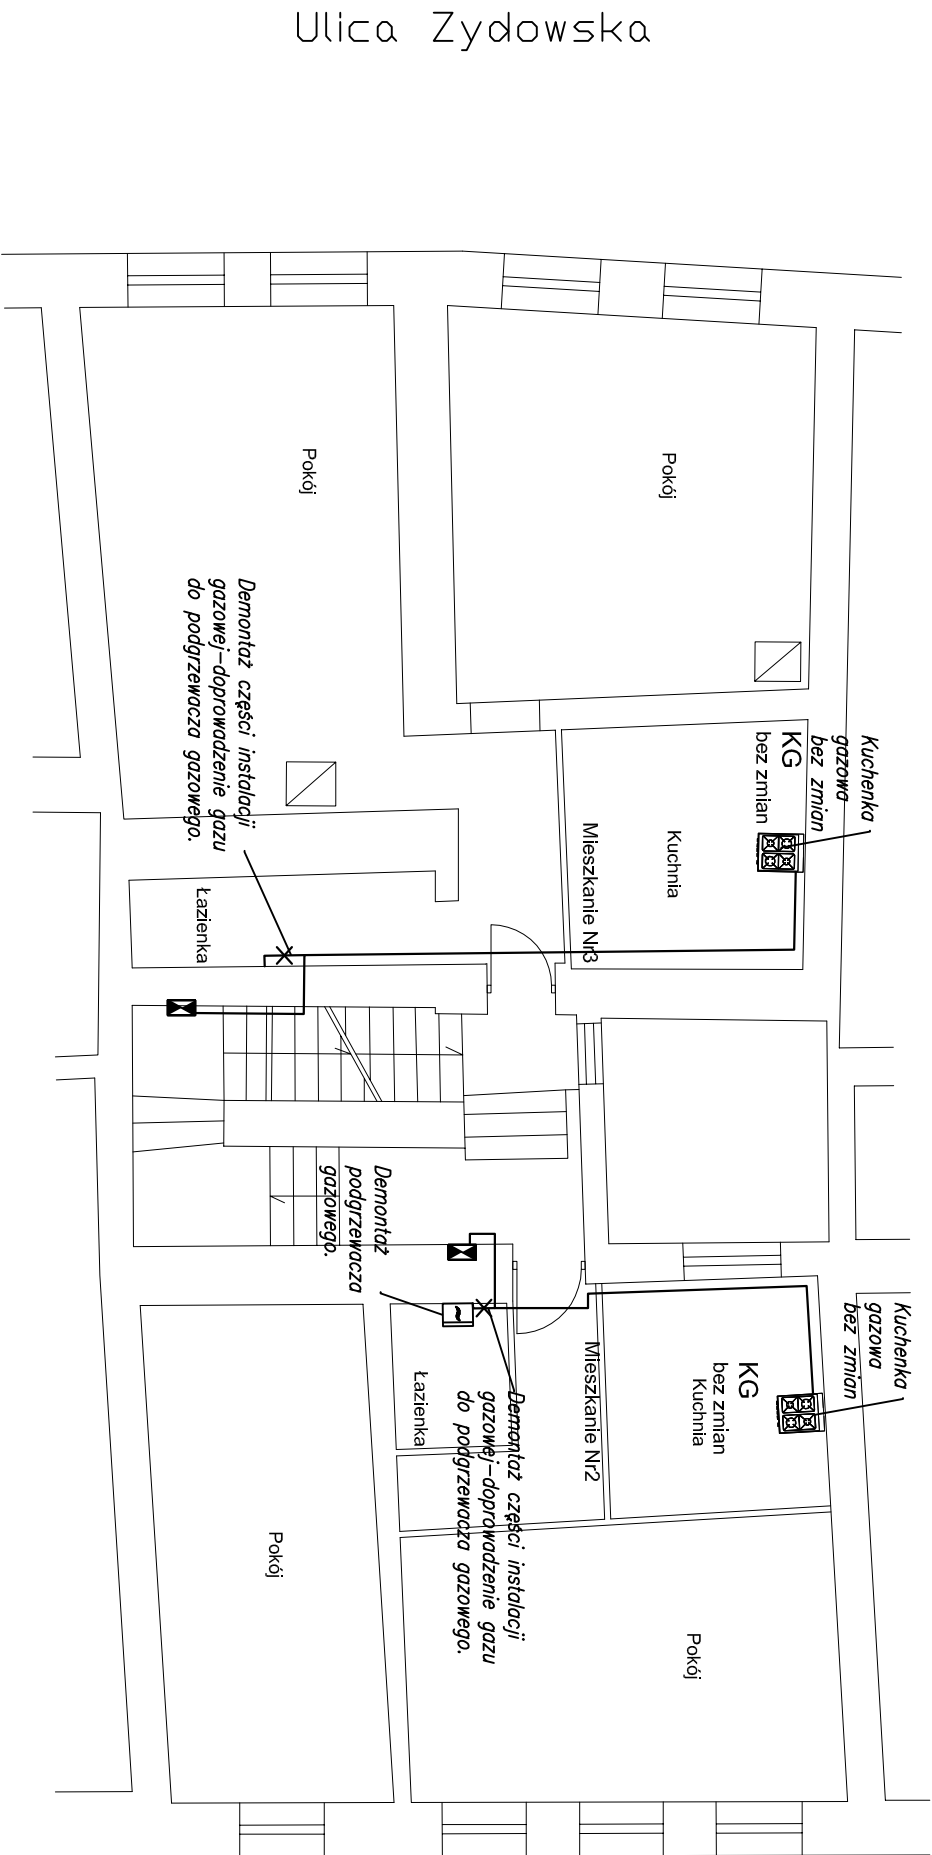 Ulica Zydowska
Pokój
Pokój
Demontaż części instalacji
gazowej-doprowadzenie gazu
do podgrzewacza gazowego.
Kuchenka
gazowa
bez zmian
KG
bez zmian
Kuchnia
Mieszkanie Nr3
Łazienka
Demontaż
podgrzewacza
gazowego.
Kuchenka
gazowa
bez zmian
KG
bez zmian
Kuchnia
Mieszkanie Nr2
Łazienka
Demontaż części instalacji
gazowej-doprowadzenie gazu
do podgrzewacza gazowego.
Pokój
Pokój